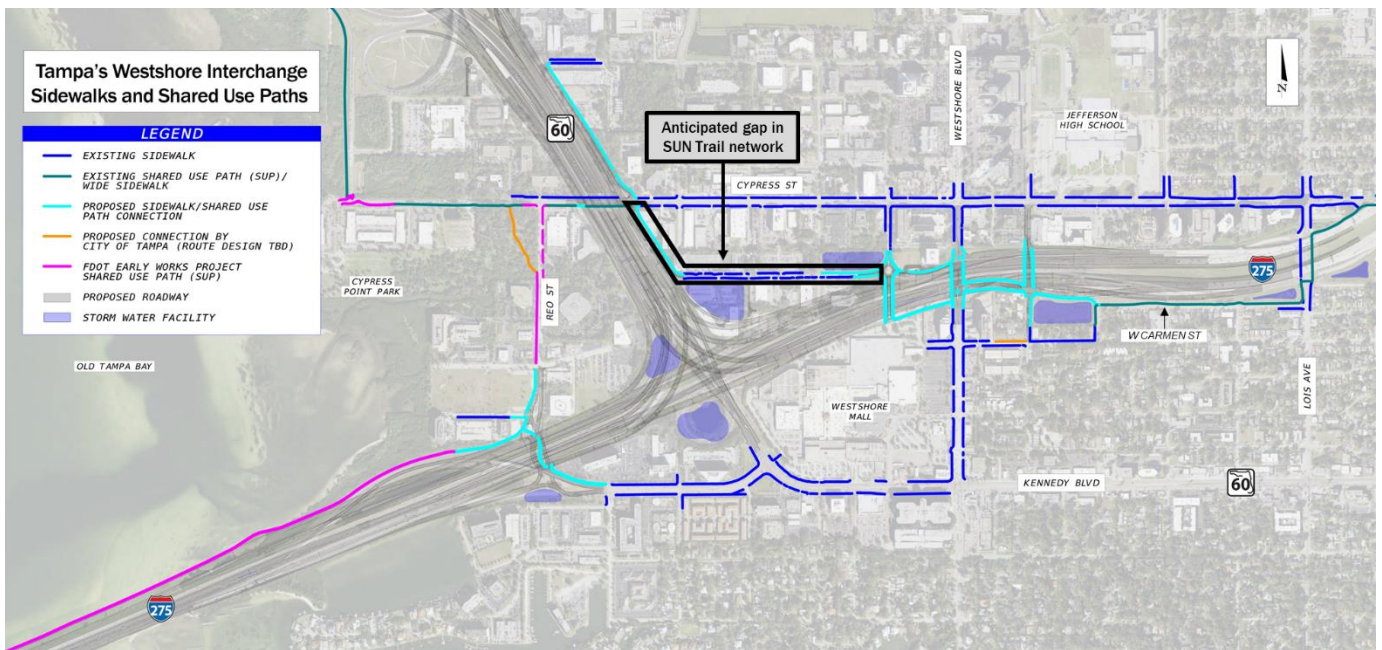 Tampa's Westshore Interchange
Sidewalks and Shared Use Paths
LEGEND
EXISTING SIDEWALK
EXISTING SHARED USE PATH (SUP)/
WIDE SIDEWALK
PROPOSED SIDEWALK/SHARED USE
PATH CONNECTION
PROPOSED CONNECTION BY
CITY OF TAMPA (ROUTE DESIGN TBD)
FDOT EARLY WORKS PROJECT
SHARED USE PATH (SUP)
PROPOSED ROADWAY
STORM WATER FACILITY
60
Anticipated gap in
SUN Trail network
WESTSHORE BLVD
N
JEFFERSON
HIGH SCHOOL
CYPRESS ST
CYPRESS
POINT PARK
REO ST
275
W CARMEN ST
OLD TAMPA BAY
WESTSHORE
MALL
LOIS AVE
KENNEDY BLVD
60
275